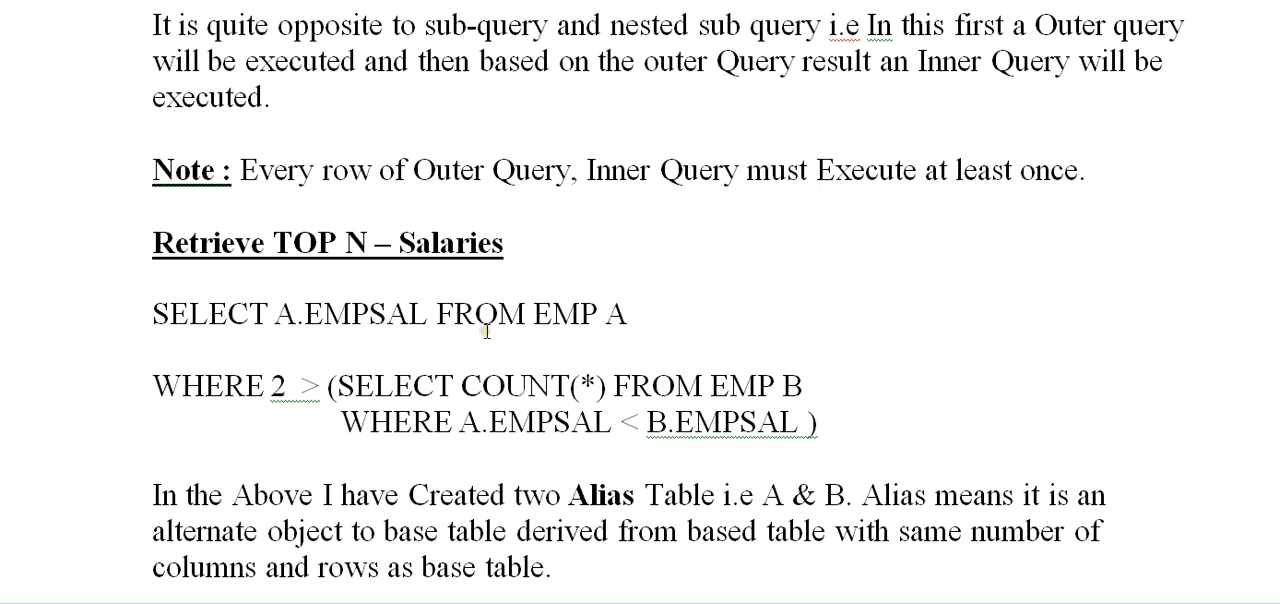 It is quite opposite to sub-query and nested sub query i.e In this first a Outer query
will be executed and then based on the outer Query result an Inner Query will be
executed.
Note : Every row of Outer Query, Inner Query must Execute at least once.
Retrieve TOP N – Salaries
SELECT A.EMPSAL FROM EMP A
WHERE 2 > (SELECT COUNT(*) FROM EMP B
WHERE A.EMPSAL < B.EMPSAL )
In the Above I have Created two Alias Table i.e A & B. Alias means it is an
alternate object to base table derived from based table with same number of
columns and rows as base table.